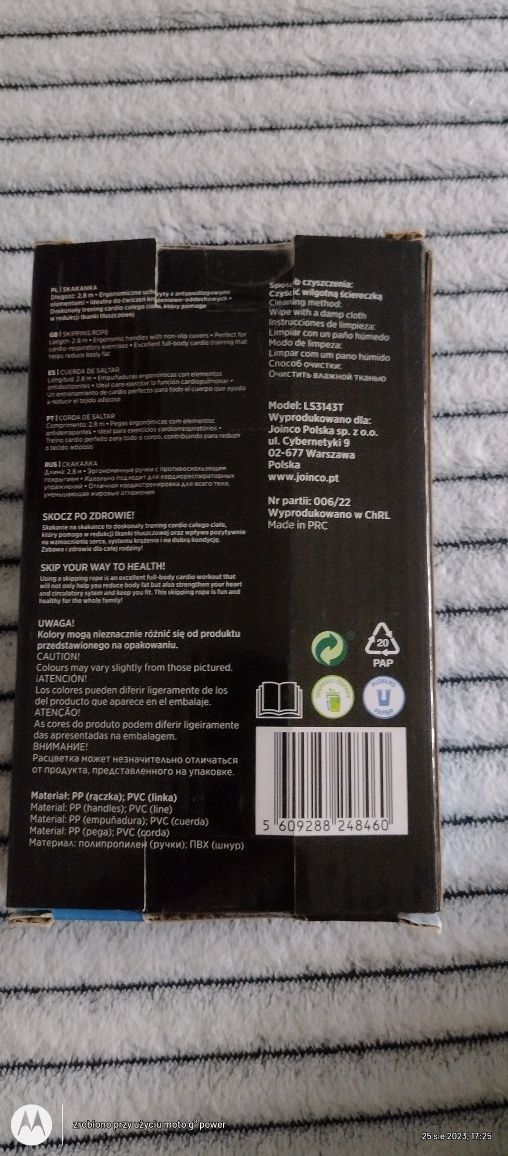 PL | SKAKANKA
Długość: 2,8 m • Ergonomiczne uchwyty z antypoślizgowymi
elementami • Idealna do ćwiczeń krążeniowo-oddechowych •
Doskonały trening cardio całego ciała, który pomaga
w redukcji tkanki tłuszczowej
GB | SKIPPING ROPE
Length: 2.8 m • Ergonomic handles with non-slip covers • Perfect for
cardio-respiratory exercises • Excellent full-body cardio training that
helps reduce body fat
ES | CUERDA DE SALTAR
Longitud: 2,8 m • Empuñaduras ergonómicas con elementos
antideslizantes • Ideal para ejercitar la función cardiopulmonar •
Un entrenamiento de cardio perfecto para todo el cuerpo que ayuda
a reducir el tejido adiposo
PT | CORDA DE SALTAR
Comprimento: 2,8 m • Pegas ergonómicas com elementos
antiderrapantes • Ideal para exercícios cardiorrespiratórios •
Treino cardio perfeito para todo o corpo, contribuindo para reduzir
o tecido adiposo
RUS | СКАКАЛКА
Длина: 2,8 м • Эргономичные ручки с противоскользящим
покрытием • Идеально подходит для кардиореспираторных
упражнений • Отличная кардиотренировка для всего тела,
уменьшающая жировые отложения
SKOCZ PO ZDROWIE!
Skakanie na skakance to doskonały trening cardio całego ciała,
który pomaga w redukcji tkanki tłuszczowej oraz wpływa pozytywnie
na wzmocnienie serca, systemu krążenia i na dobrą kondycję.
Zabawa i zdrowie dla całej rodziny!
SKIP YOUR WAY TO HEALTH!
Using a skipping rope is an excellent full-body cardio workout that
will not only help you reduce body fat but also strengthen your heart
and circulatory sytem and keep you fit. This skipping rope is fun and
healthy for the whole family!
UWAGA!
Kolory mogą nieznacznie różnić się od produktu
przedstawionego na opakowaniu.
CAUTION!
Colours may vary slightly from those pictured.
¡ATENCIÓN!
Los colores pueden diferir ligeramente de los
del producto que aparece en el embalaje.
ATENÇÃO!
As cores do produto podem diferir ligeiramente
das apresentadas na embalagem.
ВНИМАНИЕ!
Расцветка может незначительно отличаться
от продукта, представленного на упаковке.
Materiał: PP (rączka); PVC (linka)
Material: PP (handles); PVC (line)
Material: PP (empuñadura); PVC (cuerda)
Material: PP (pega); PVC (corda)
Материал: полипропилен (ручки); ПВХ (шнур)
Sposób czyszczenia:
Czyścić wilgotną ściereczką
Cleaning method:
Wipe with a damp cloth
Instrucciones de limpieza:
Limpiar con un paño húmedo
Modo de limpeza:
Limpar com um pano húmido
Способ очистки:
Очистить влажной тканью
Model: LS3143T
Wyprodukowano dla:
Joinco Polska sp. z o.o.
ul. Cybernetyki 9
02-677 Warszawa
Polska
www.joinco.pt
Nr partii: 006/22
Wyprodukowano w ChRL
Made in PRC
20
PAP
PUDEŁKO
PAPIER
5 609288 248460
zrobiono przy użyciu moto g⁸ power
25 sie 2023, 17:25